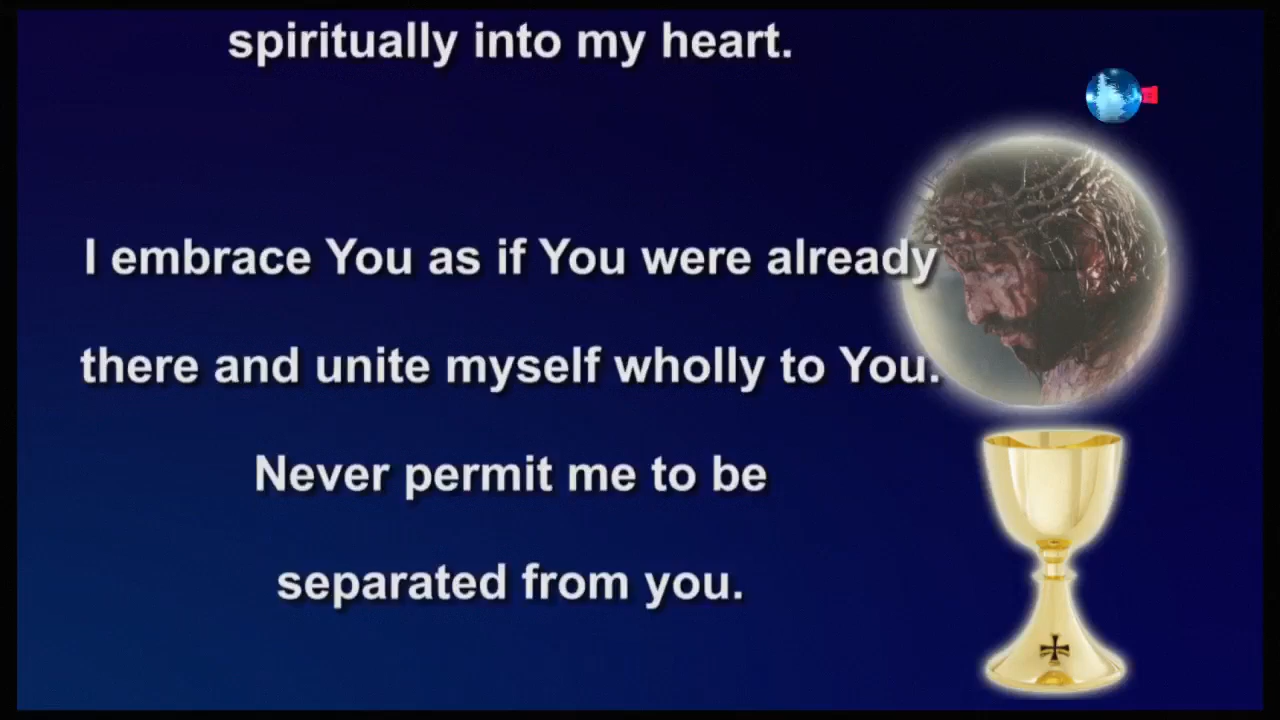 spiritually into my heart.
I embrace You as if You were already
there and unite myself wholly to You.
Never permit me to be
separated from you.